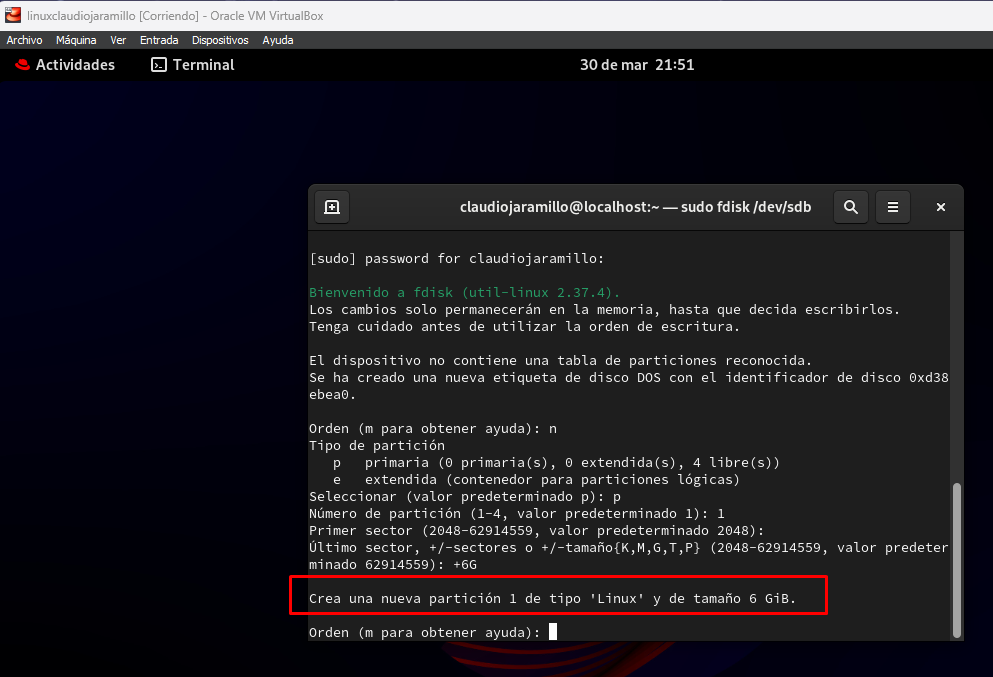 linuxclaudiojaramillo [Corriendo] - Oracle VM VirtualBox
Archivo Máquina Ver Entrada Dispositivos Ayuda
Actividades Terminal 30 de mar 21:51
claudiojaramillo@localhost:~ — sudo fdisk /dev/sdb
[sudo] password for claudiojaramillo:
Bienvenido a fdisk (util-linux 2.37.4).
Los cambios solo permanecerán en la memoria, hasta que decida escribirlos.
Tenga cuidado antes de utilizar la orden de escritura.
El dispositivo no contiene una tabla de particiones reconocida.
Se ha creado una nueva etiqueta de disco DOS con el identificador de disco 0xd38
ebea0.
Orden (m para obtener ayuda): n
Tipo de partición
p primaria (0 primaria(s), 0 extendida(s), 4 libre(s))
e extendida (contenedor para particiones lógicas)
Seleccionar (valor predeterminado p): p
Número de partición (1-4, valor predeterminado 1): 1
Primer sector (2048-62914559, valor predeterminado 2048):
Último sector, +/-sectores o +/-tamaño{K,M,G,T,P} (2048-62914559, valor predeter
minado 62914559): +6G
Crea una nueva partición 1 de tipo 'Linux' y de tamaño 6 GiB.
Orden (m para obtener ayuda):